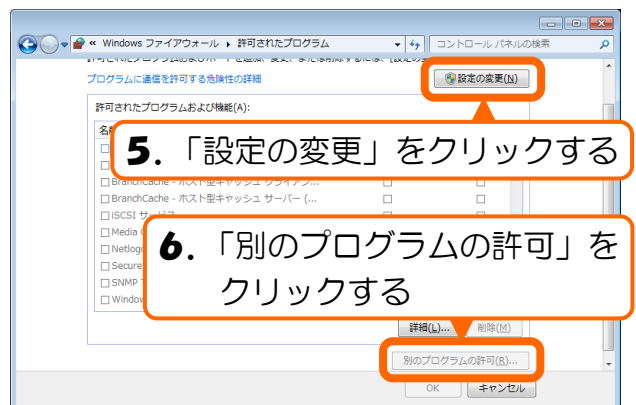 « Windows ファイアウォール ▸ 許可されたプログラム
コントロール パネルの検索
プログラムに通信を許可する危険性の詳細
設定の変更(N)
許可されたプログラムおよび機能(A):
5.「設定の変更」をクリックする
BranchCache - ホスト型キャッシュ クライアン...
BranchCache - ホスト型キャッシュ サーバー (...
iSCSI サービス
Media
Netlogo
Secure
SNMP
Window
6.「別のプログラムの許可」を
クリックする
詳細(L)...
削除(M)
別のプログラムの許可(R)...
OK
キャンセル